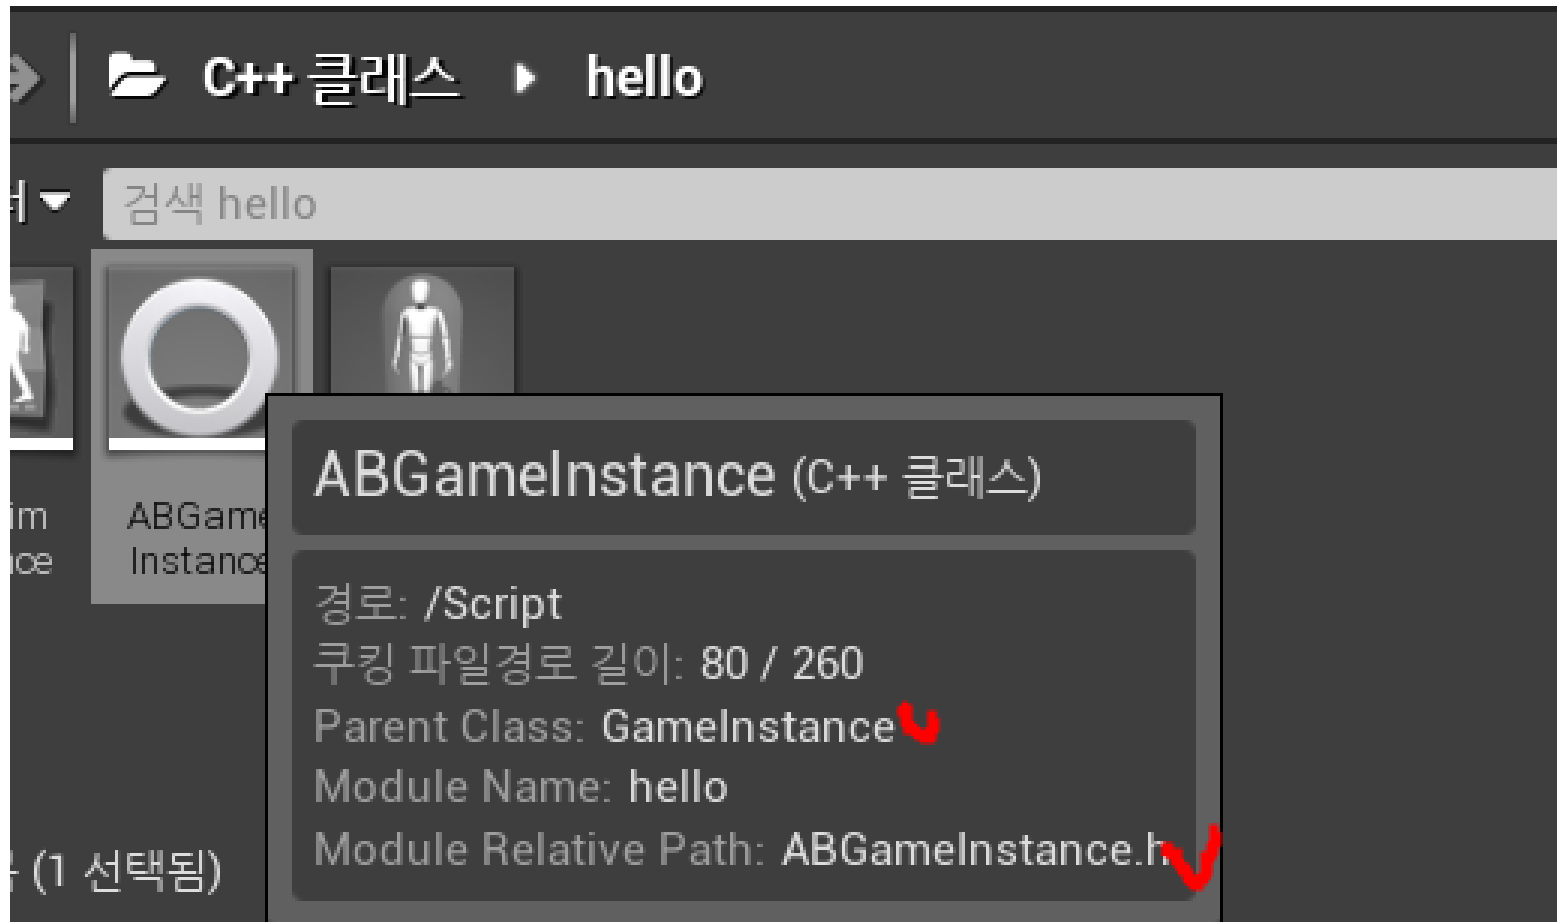 C++ 클래스 hello
검색 hello
ABGame
Instance
ABGameInstance (C++ 클래스)
경로: /Script
쿠킹 파일경로 길이: 80 / 260
Parent Class: GameInstance
Module Name: hello
Module Relative Path: ABGameInstance.h
(1 선택됨)